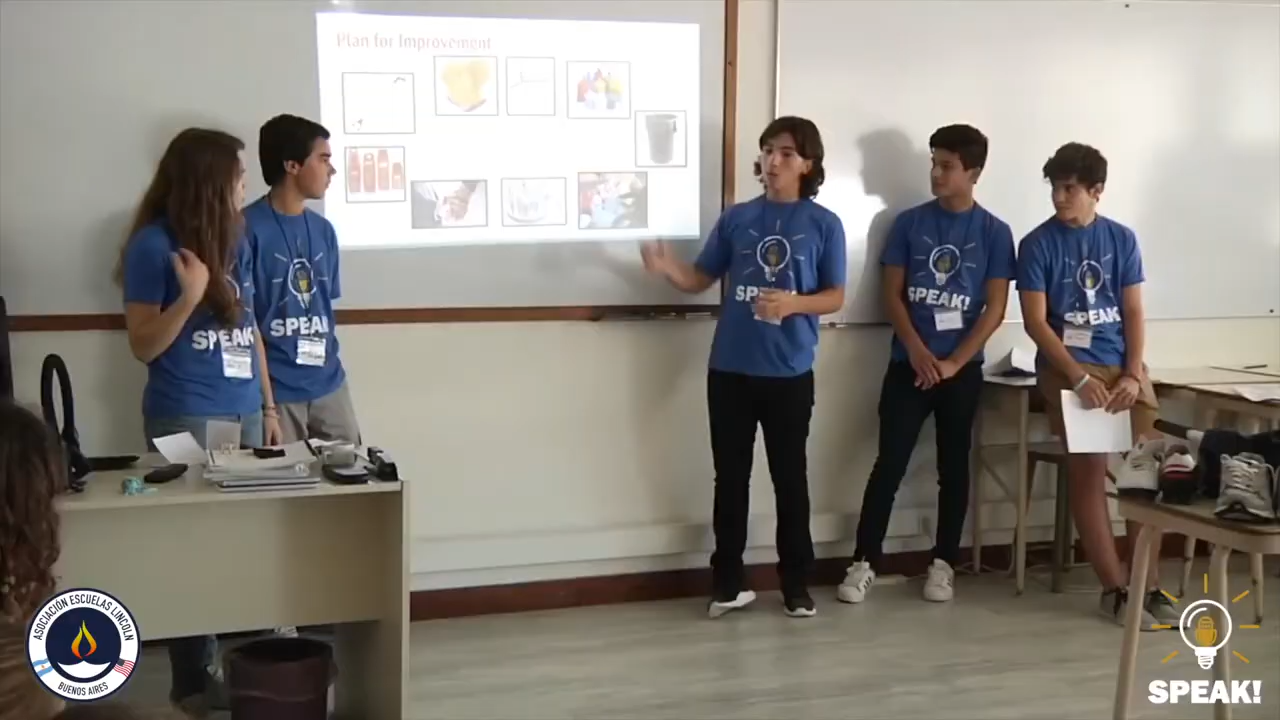 Plan for Improvement
SPEAK!
SPEAK
SPEAK!
SPEAK!
SPEAK!
ASOCIACIÓN ESCUELAS LINCOLN
BUENOS AIRES
SPEAK!